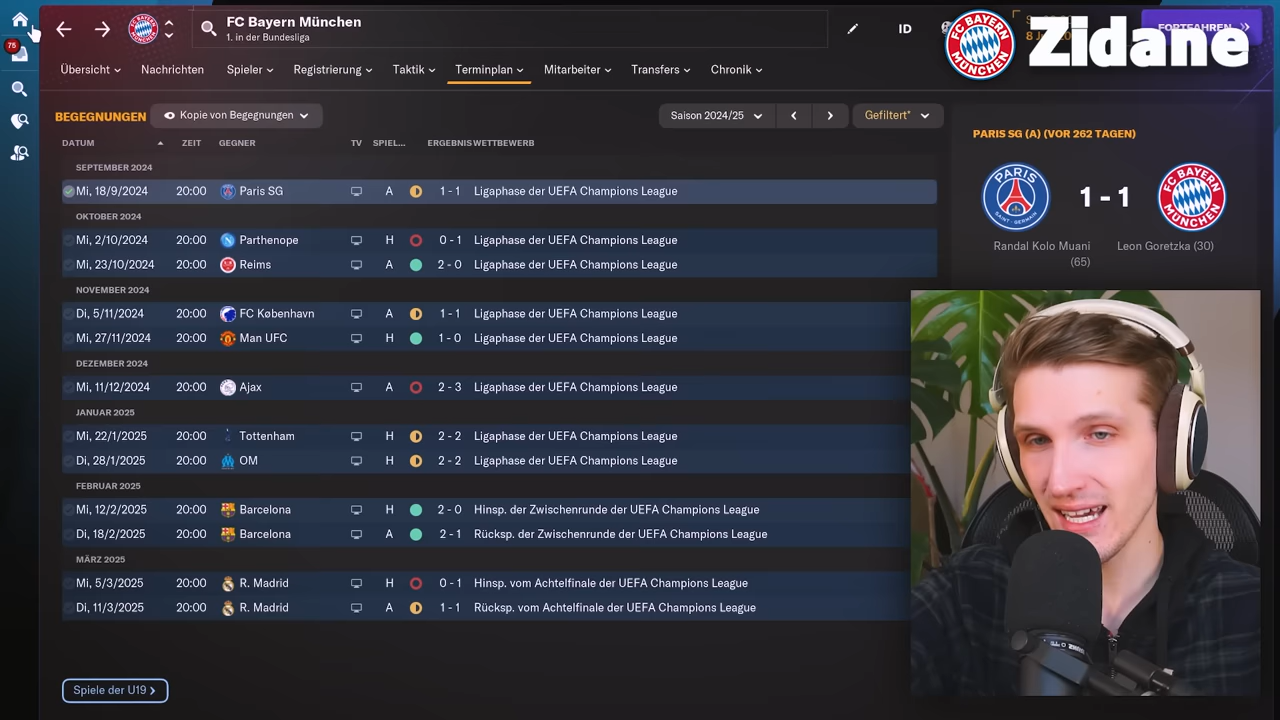 FC Bayern München
1. in der Bundesliga
ID
FORTFAHREN
Zidane
75
Übersicht Nachrichten Spieler Registrierung Taktik Terminplan Mitarbeiter Transfers Chronik
BEGEGNUNGEN Kopie von Begegnungen Saison 2024/25 Gefiltert*
DATUM ZEIT GEGNER TV SPIEL... ERGEBNIS WETTBEWERB
SEPTEMBER 2024
Mi, 18/9/2024 20:00 Paris SG A 1 - 1 Ligaphase der UEFA Champions League
OKTOBER 2024
Mi, 2/10/2024 20:00 Parthenope H 0 - 1 Ligaphase der UEFA Champions League
Mi, 23/10/2024 20:00 Reims A 2 - 0 Ligaphase der UEFA Champions League
NOVEMBER 2024
Di, 5/11/2024 20:00 FC København A 1 - 1 Ligaphase der UEFA Champions League
Mi, 27/11/2024 20:00 Man UFC H 1 - 0 Ligaphase der UEFA Champions League
DEZEMBER 2024
Mi, 11/12/2024 20:00 Ajax A 2 - 3 Ligaphase der UEFA Champions League
JANUAR 2025
Mi, 22/1/2025 20:00 Tottenham H 2 - 2 Ligaphase der UEFA Champions League
Di, 28/1/2025 20:00 OM H 2 - 2 Ligaphase der UEFA Champions League
FEBRUAR 2025
Mi, 12/2/2025 20:00 Barcelona H 2 - 0 Hinsp. der Zwischenrunde der UEFA Champions League
Di, 18/2/2025 20:00 Barcelona A 2 - 1 Rücksp. der Zwischenrunde der UEFA Champions League
MÄRZ 2025
Mi, 5/3/2025 20:00 R. Madrid H 0 - 1 Hinsp. vom Achtelfinale der UEFA Champions League
Di, 11/3/2025 20:00 R. Madrid A 1 - 1 Rücksp. vom Achtelfinale der UEFA Champions League
Spiele der U19
PARIS SG (A) (VOR 262 TAGEN)
PARIS
SAINT-GERMAIN
1 - 1
FC BAYERN
MÜNCHEN
Randal Kolo Muani
(65)
Leon Goretzka (30)